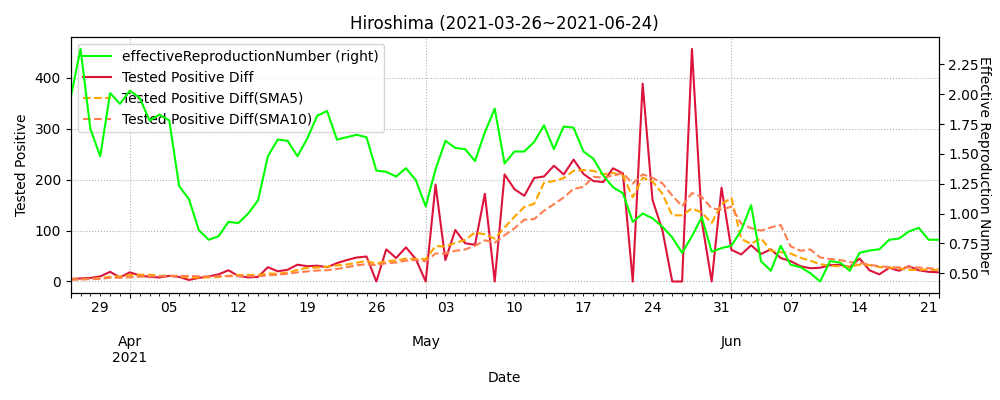 Hiroshima (2021-03-26~2021-06-24)
effectiveReproductionNumber (right)
Tested Positive Diff
Tested Positive Diff(SMA5)
Tested Positive Diff(SMA10)
Tested Positive
400
300
200
100
0
2.25
2.00
1.75
1.50
1.25
1.00
0.75
0.50
Effective Reproduction Number
29 05 12 19 26 03 10 17 24 31 07 14 21
Apr May Jun
2021
Date